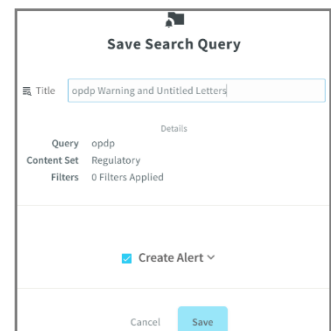 Save Search Query
Title opdp Warning and Untitled Letters
Details
Query opdp
Content Set Regulatory
Filters 0 Filters Applied
Create Alert
Cancel Save